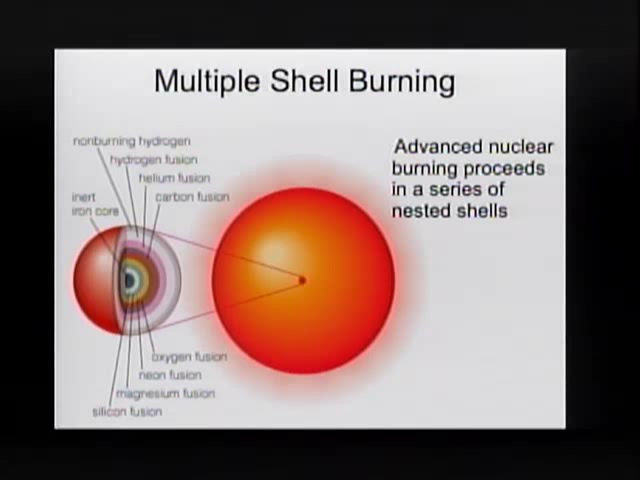 Multiple Shell Burning
nonburning hydrogen
hydrogen fusion
helium fusion
carbon fusion
inert
iron core
Advanced nuclear
burning proceeds
in a series of
nested shells
oxygen fusion
neon fusion
magnesium fusion
silicon fusion